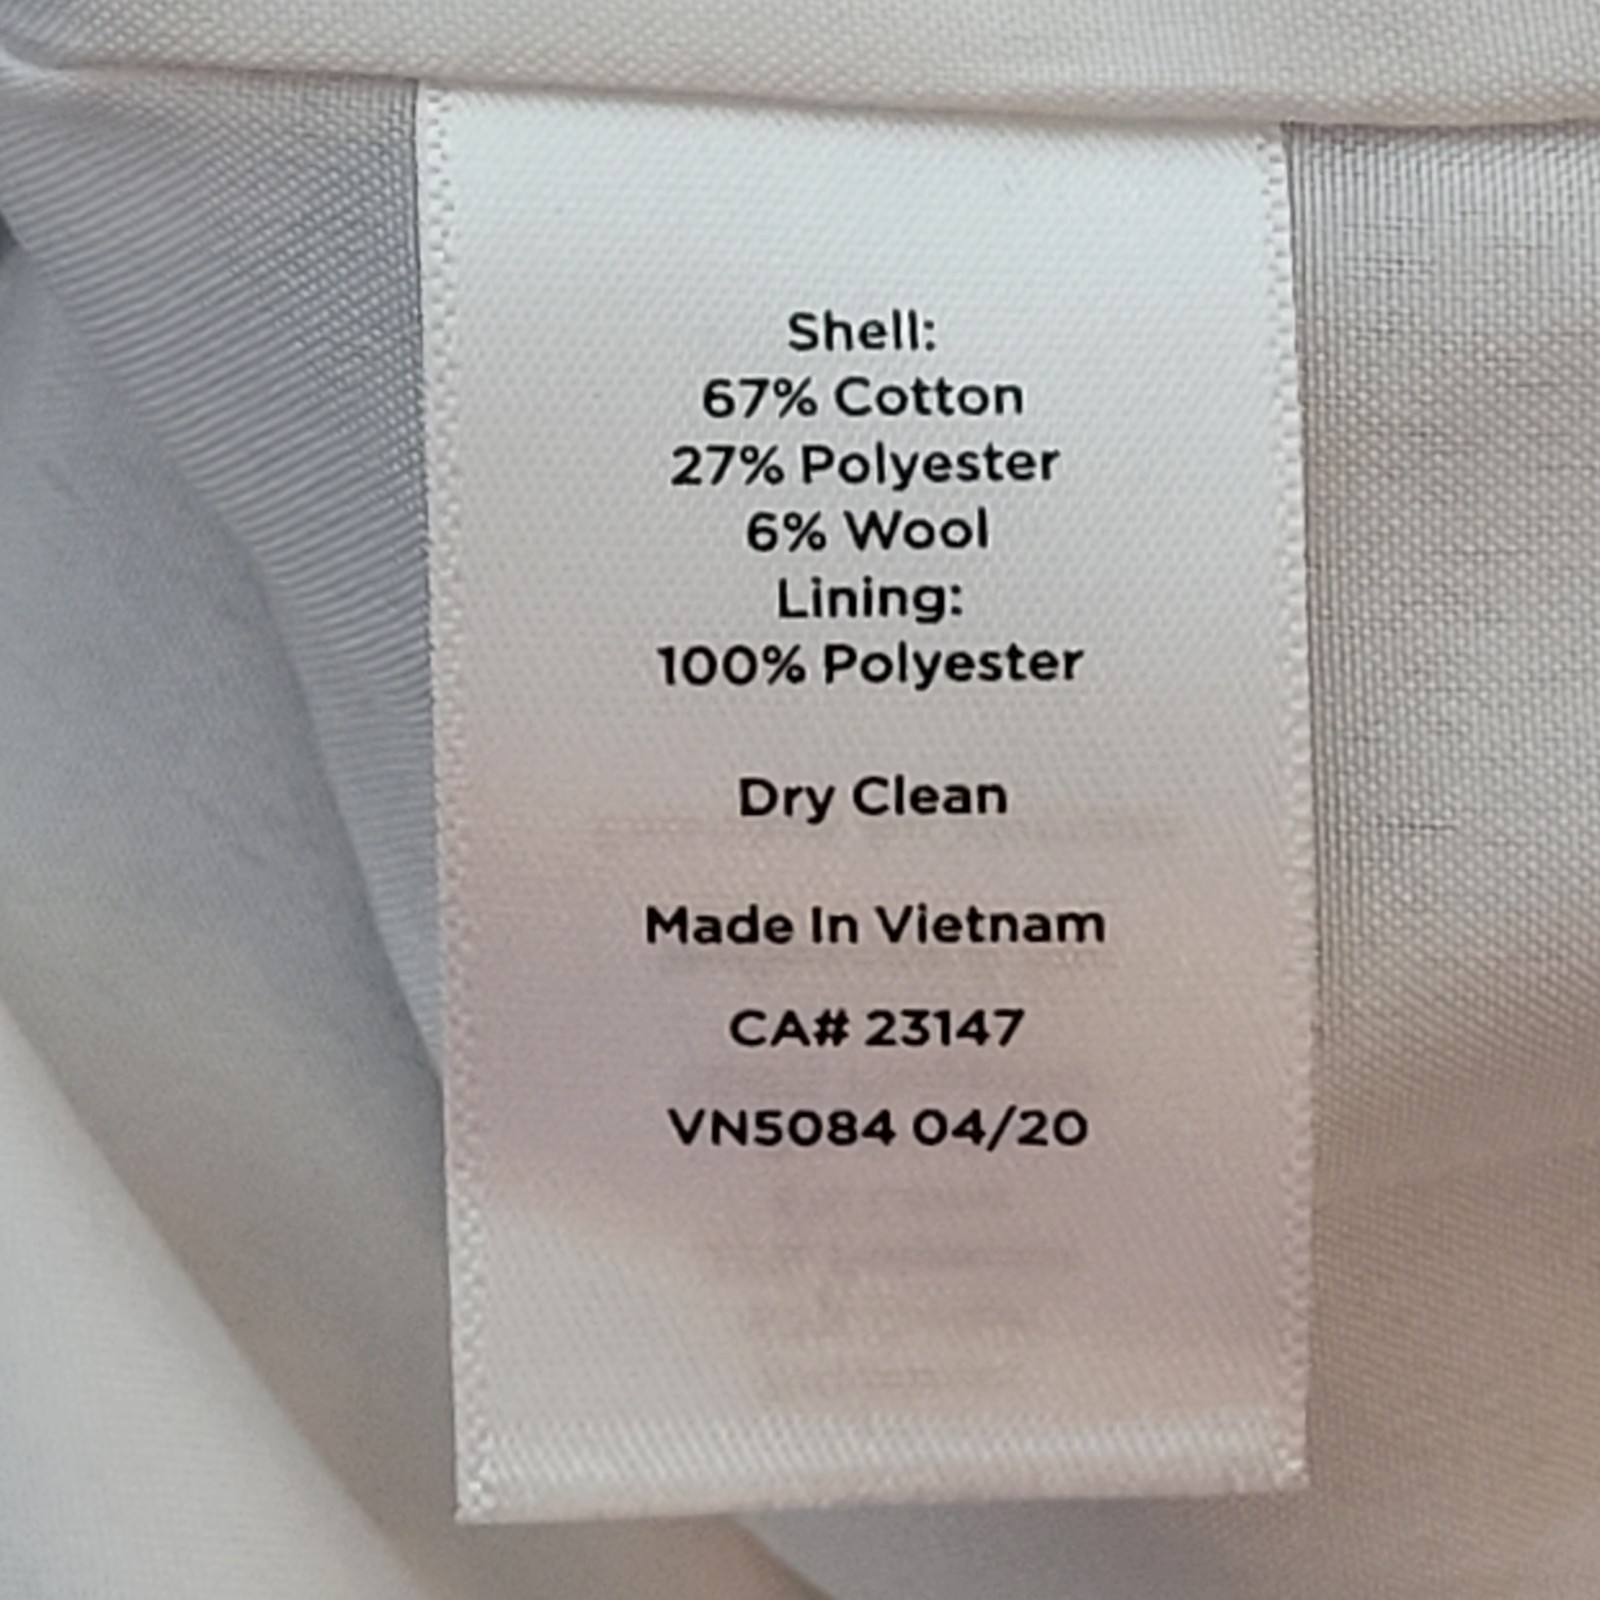 Shell:
67% Cotton
27% Polyester
6% Wool
Lining:
100% Polyester
Dry Clean
Made In Vietnam
CA# 23147
VN5084 04/20